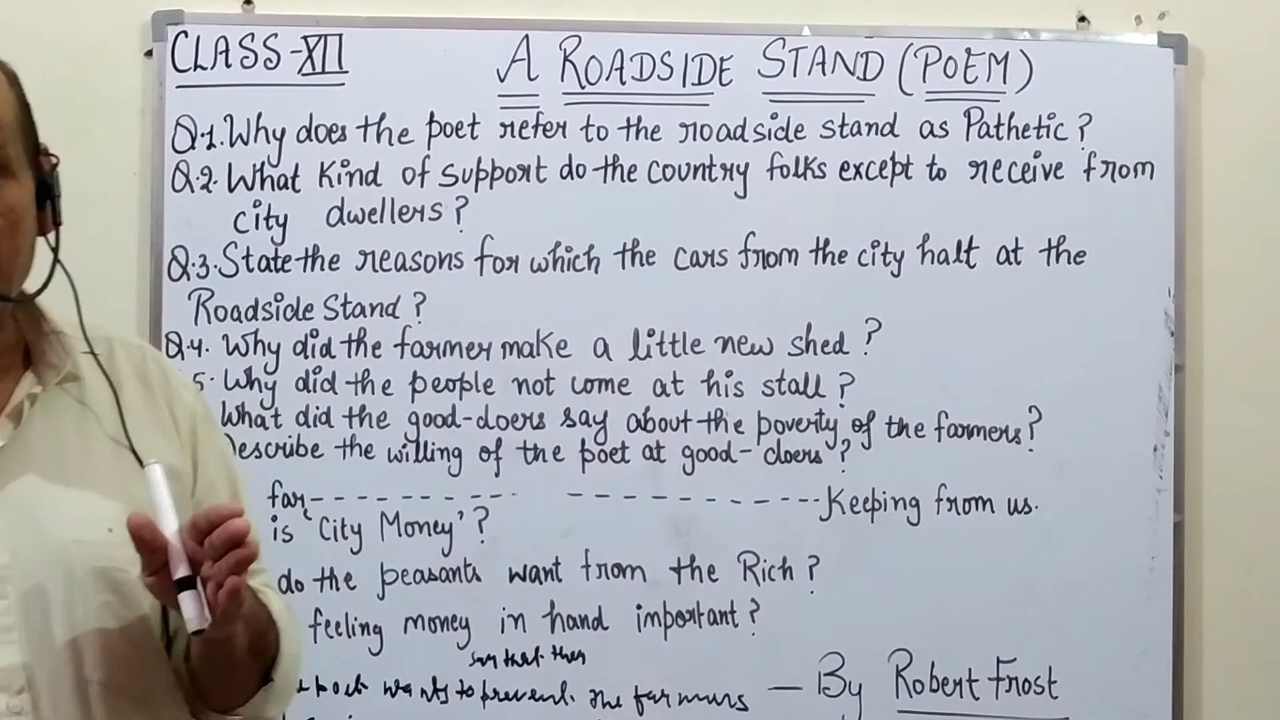 CLASS-XII
A ROADSIDE STAND (POEM)
Q.1. Why does the poet refer to the roadside stand as Pathetic?
Q.2. What Kind of support do the country folks except to receive from
city dwellers?
Q.3. State the reasons for which the cars from the city halt at the
Roadside Stand?
Q.4. Why did the farmer make a little new shed?
5. Why did the people not come at his stall?
What did the good-doers say about the poverty of the farmers?
escribe the willing of the poet at good-doers?
far---------- ------------Keeping from us.
is 'City Money'?
do the peasants want from the Rich?
feeling money in hand important?
say that then
poet wants to prevent. the farmers
— By Robert Frost